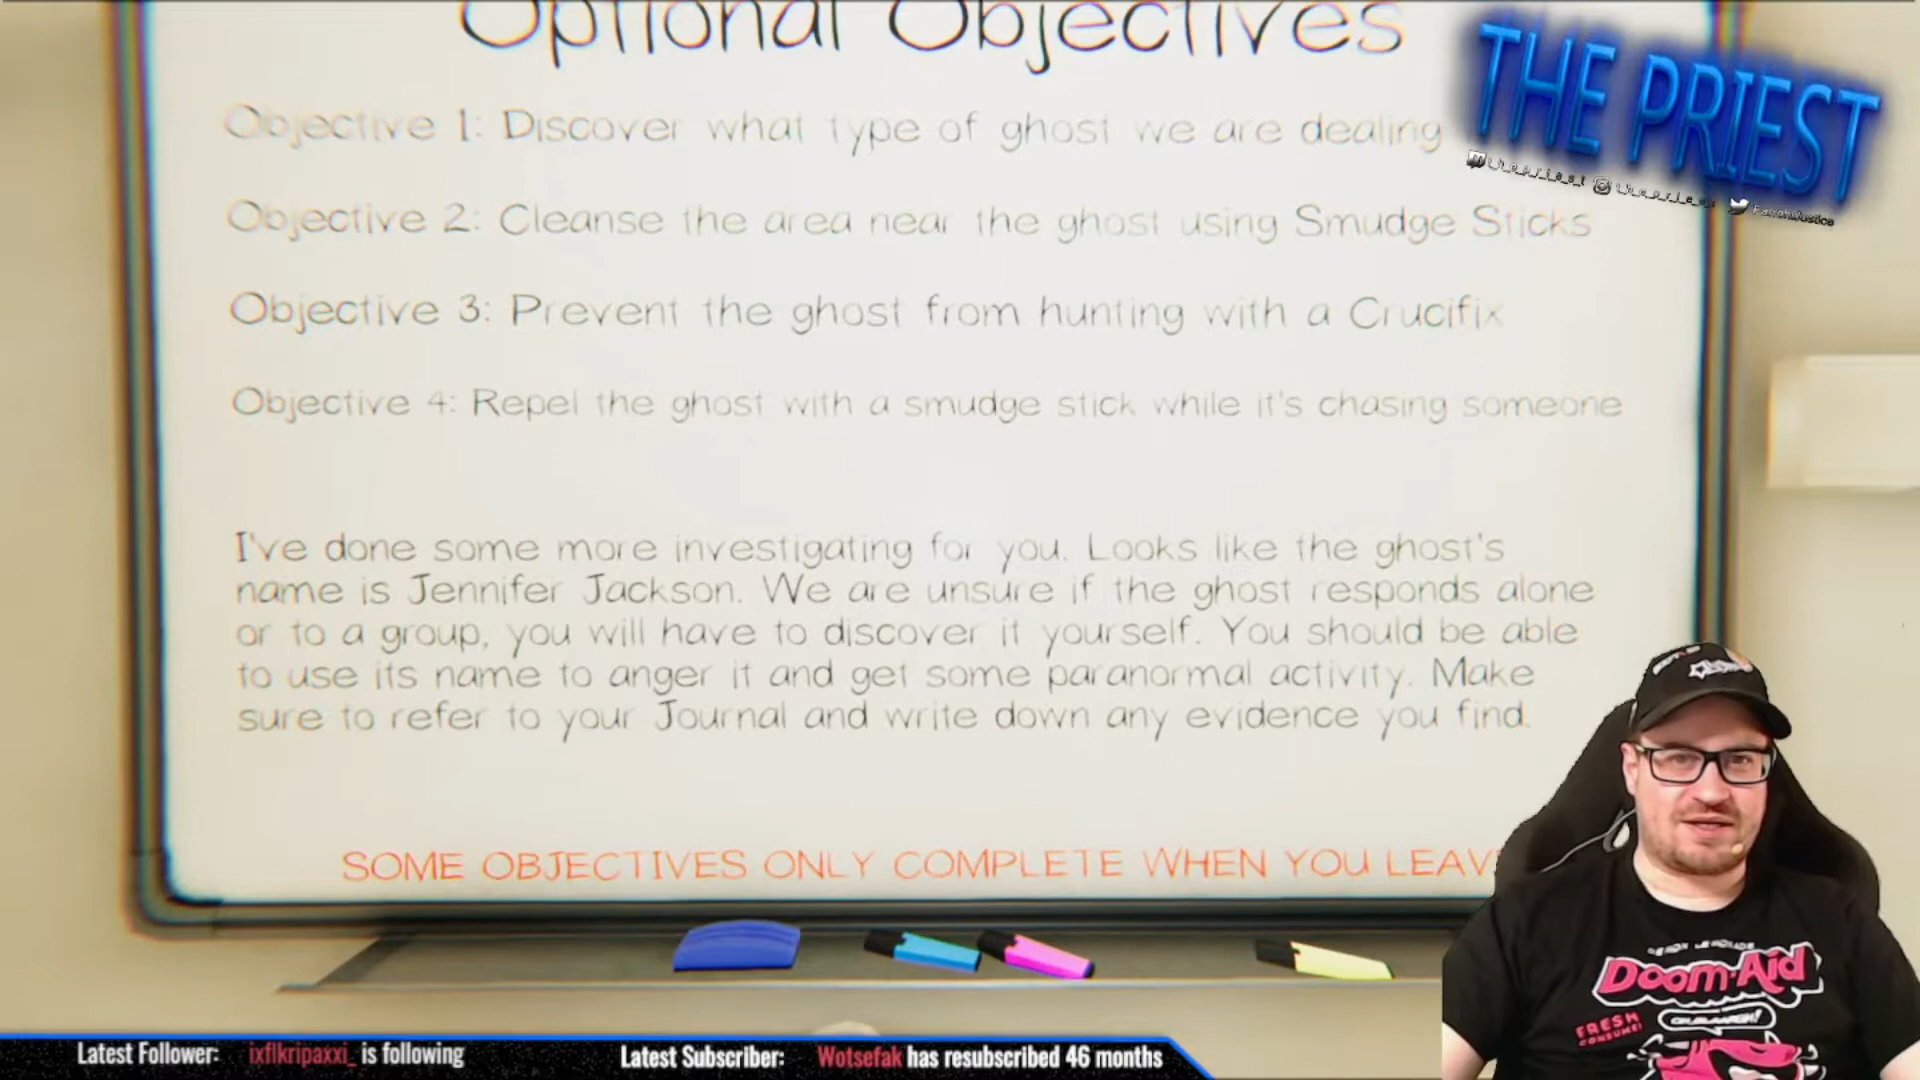 Optional Objectives
Objective 1: Discover what type of ghost we are dealing
THE PRIEST
Objective 2: Cleanse the area near the ghost using Smudge Sticks
Objective 3: Prevent the ghost from hunting with a Crucifix
Objective 4: Repel the ghost with a smudge stick while it's chasing someone
I've done some more investigating for you. Looks like the ghost's
name is Jennifer Jackson. We are unsure if the ghost responds alone
or to a group, you will have to discover it yourself. You should be able
to use its name to anger it and get some paranormal activity. Make
sure to refer to your Journal and write down any evidence you find.
SOME OBJECTIVES ONLY COMPLETE WHEN YOU LEAV
Doom-Aid
FRESH
Latest Follower: ixflkripaxxi_ is following
Latest Subscriber: Wotsefak has resubscribed 46 months